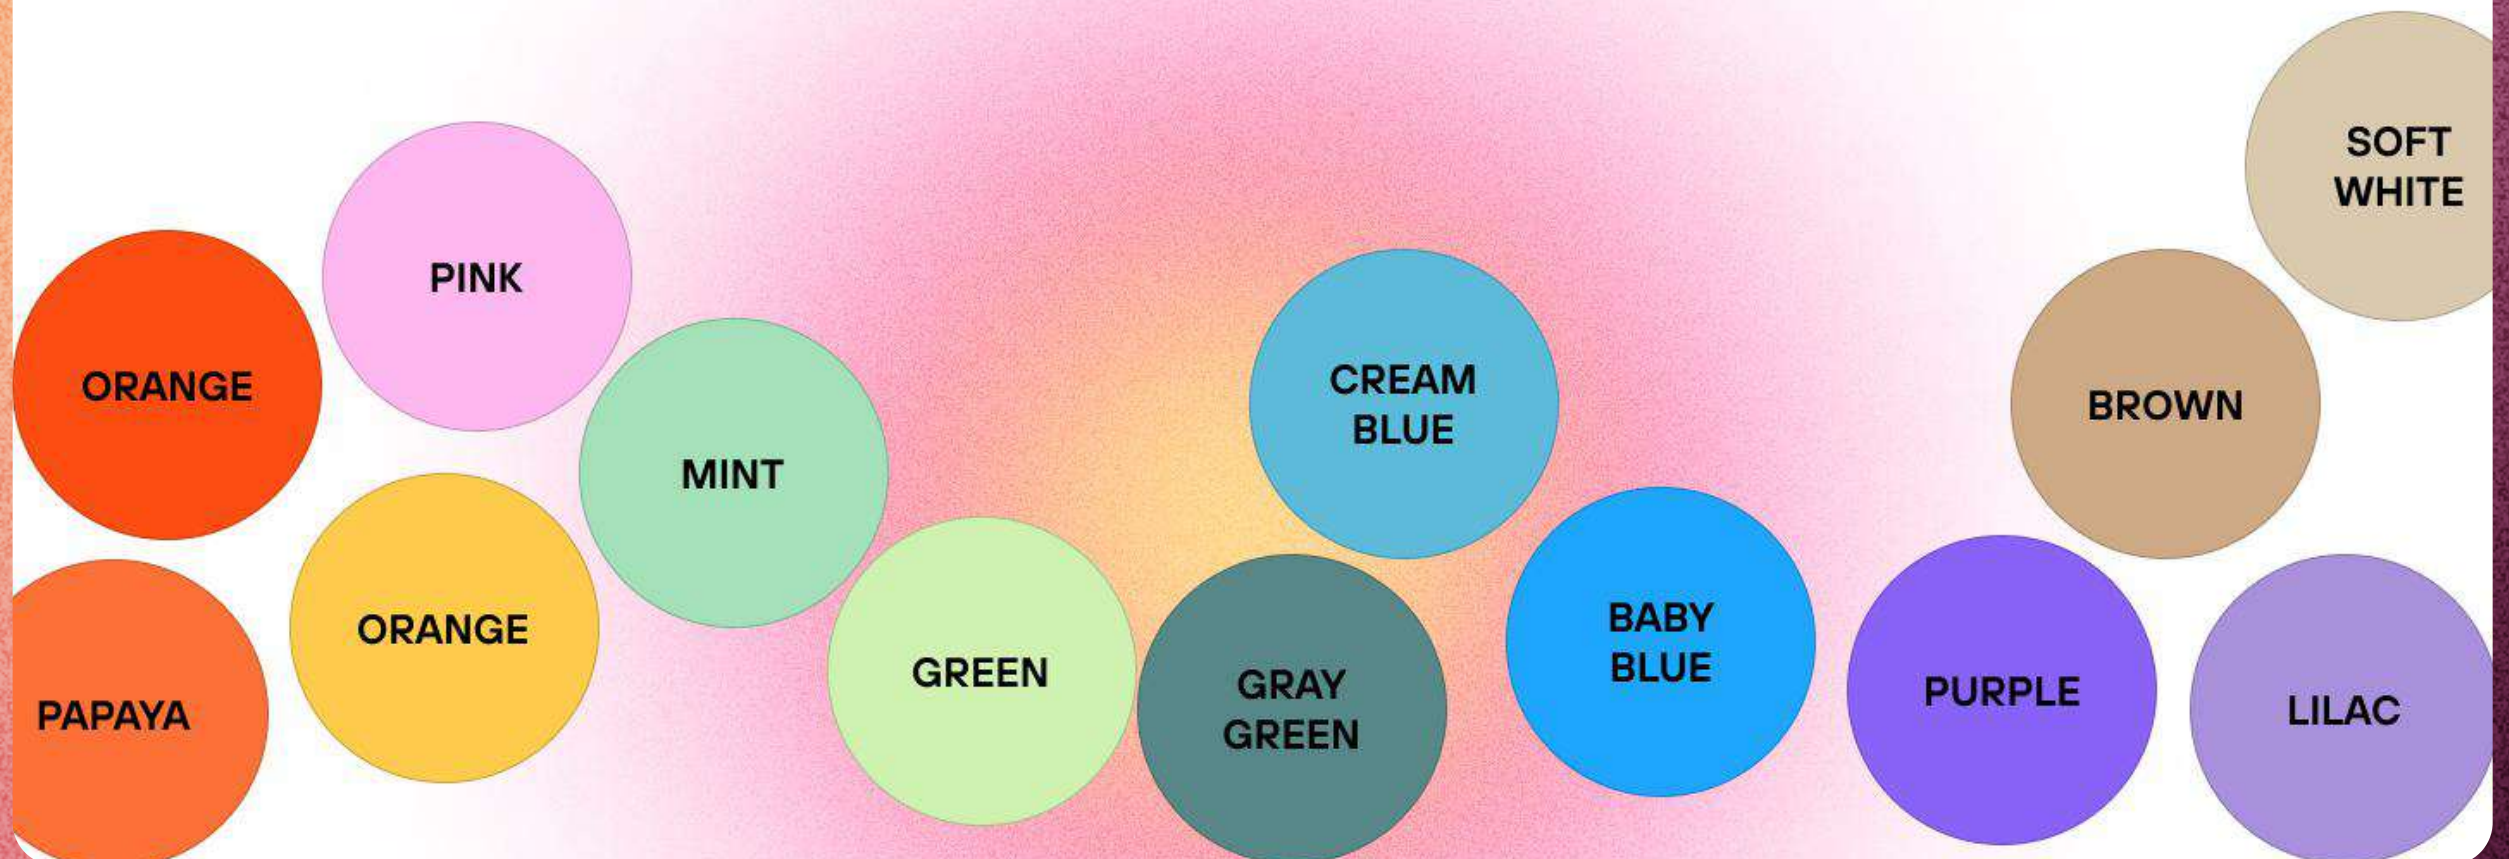 SOFT
WHITE
PINK
ORANGE
CREAM
BLUE
BROWN
MINT
ORANGE
GREEN
BABY
BLUE
PAPAYA
GRAY
GREEN
PURPLE
LILAC